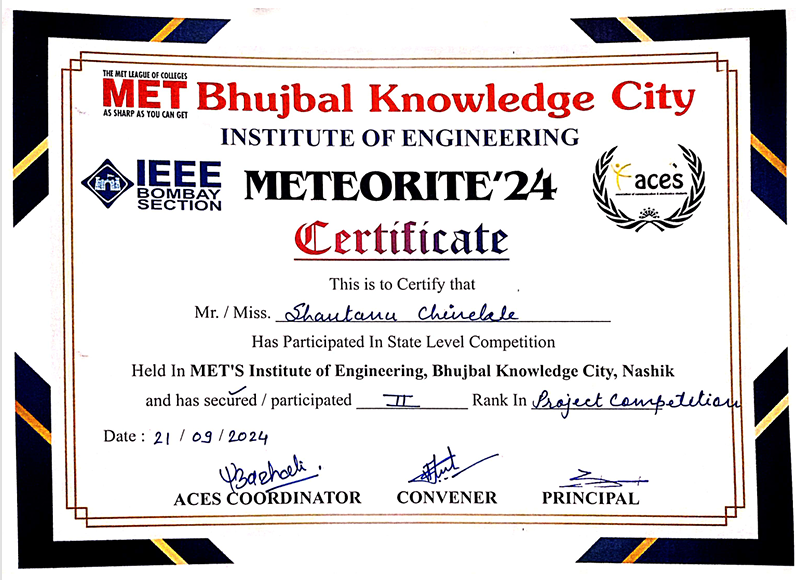 THE MET LEAGUE OF COLLEGES
MET
AS SHARP AS YOU CAN GET
Bhujbal Knowledge City
INSTITUTE OF ENGINEERING
IEEE
BOMBAY
SECTION
METEORITE'24
aces
Certificate
This is to Certify that
Mr. / Miss. Shantanu
Has Participated In State Level Competition
Held In MET'S Institute of Engineering, Bhujbal Knowledge City, Nashik
and has secured / participated II Rank In Project Competition
Date : 21 / 09 / 2024
ACES COORDINATOR
CONVENER
PRINCIPAL